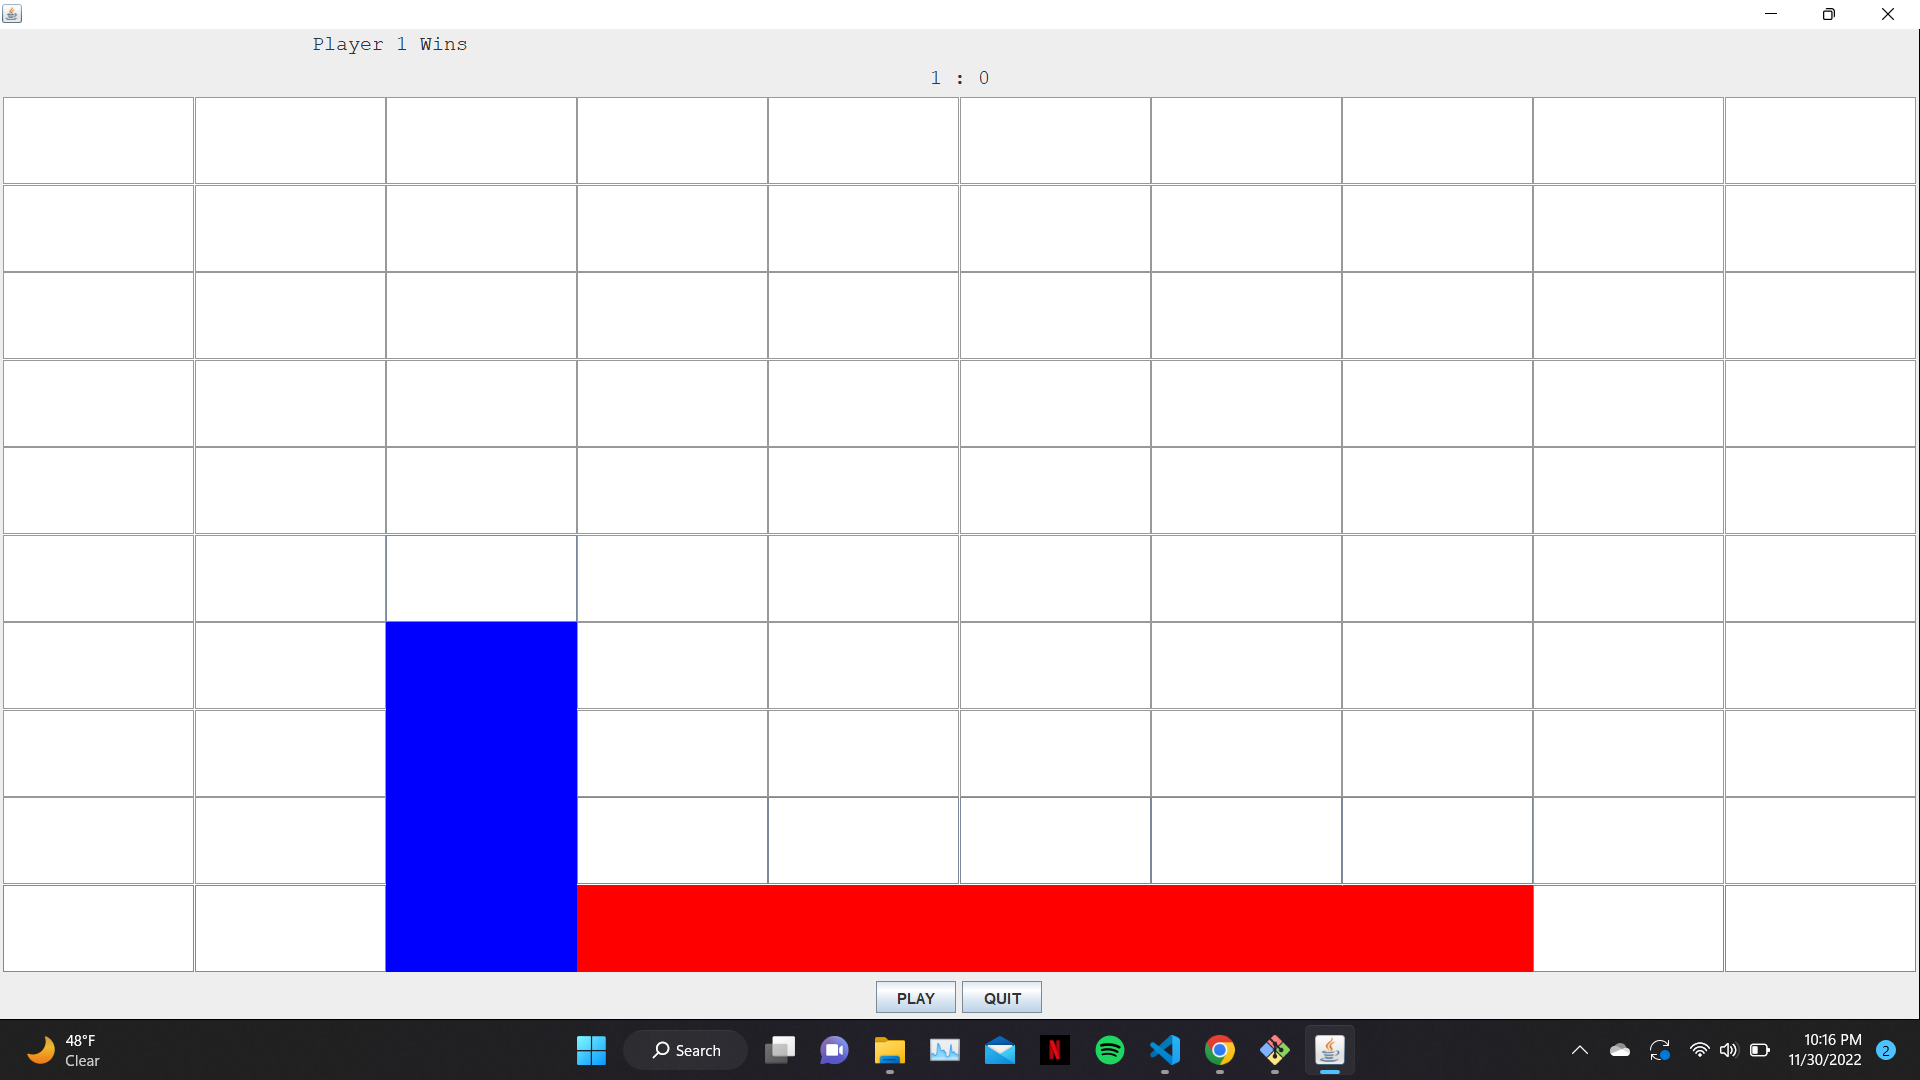 Player 1 Wins
1 : 0
PLAY
QUIT
48°F
Clear
Search
N
10:16 PM
11/30/2022
2